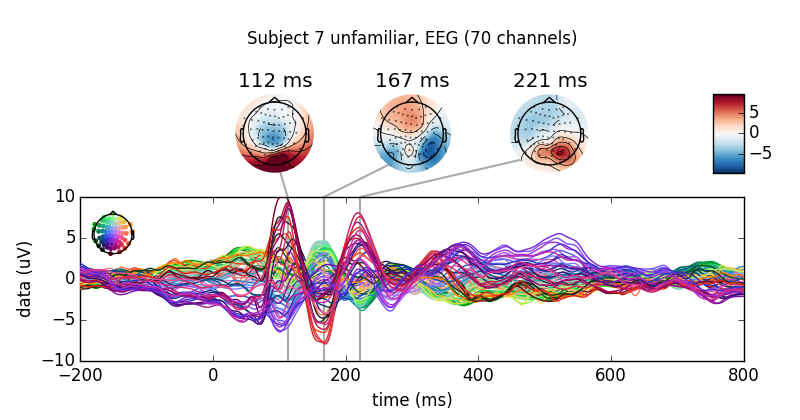 Subject 7 unfamiliar, EEG (70 channels)
112 ms 167 ms 221 ms
5
0
−5
10
5
0
−5
−10
data (uV)
−200 0 200 400 600 800
time (ms)